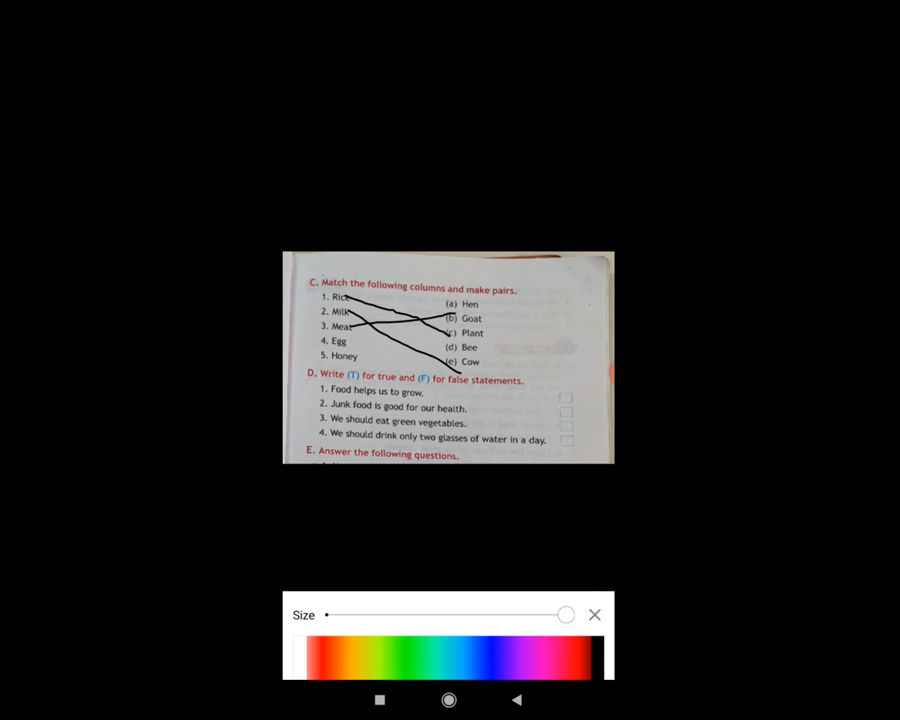 C. Match the following columns and make pairs.
1. Rice (a) Hen
2. Milk (b) Goat
3. Meat (c) Plant
4. Egg (d) Bee
5. Honey (e) Cow
D. Write (T) for true and (F) for false statements.
1. Food helps us to grow.
2. Junk food is good for our health.
3. We should eat green vegetables.
4. We should drink only two glasses of water in a day.
E. Answer the following questions.
Size